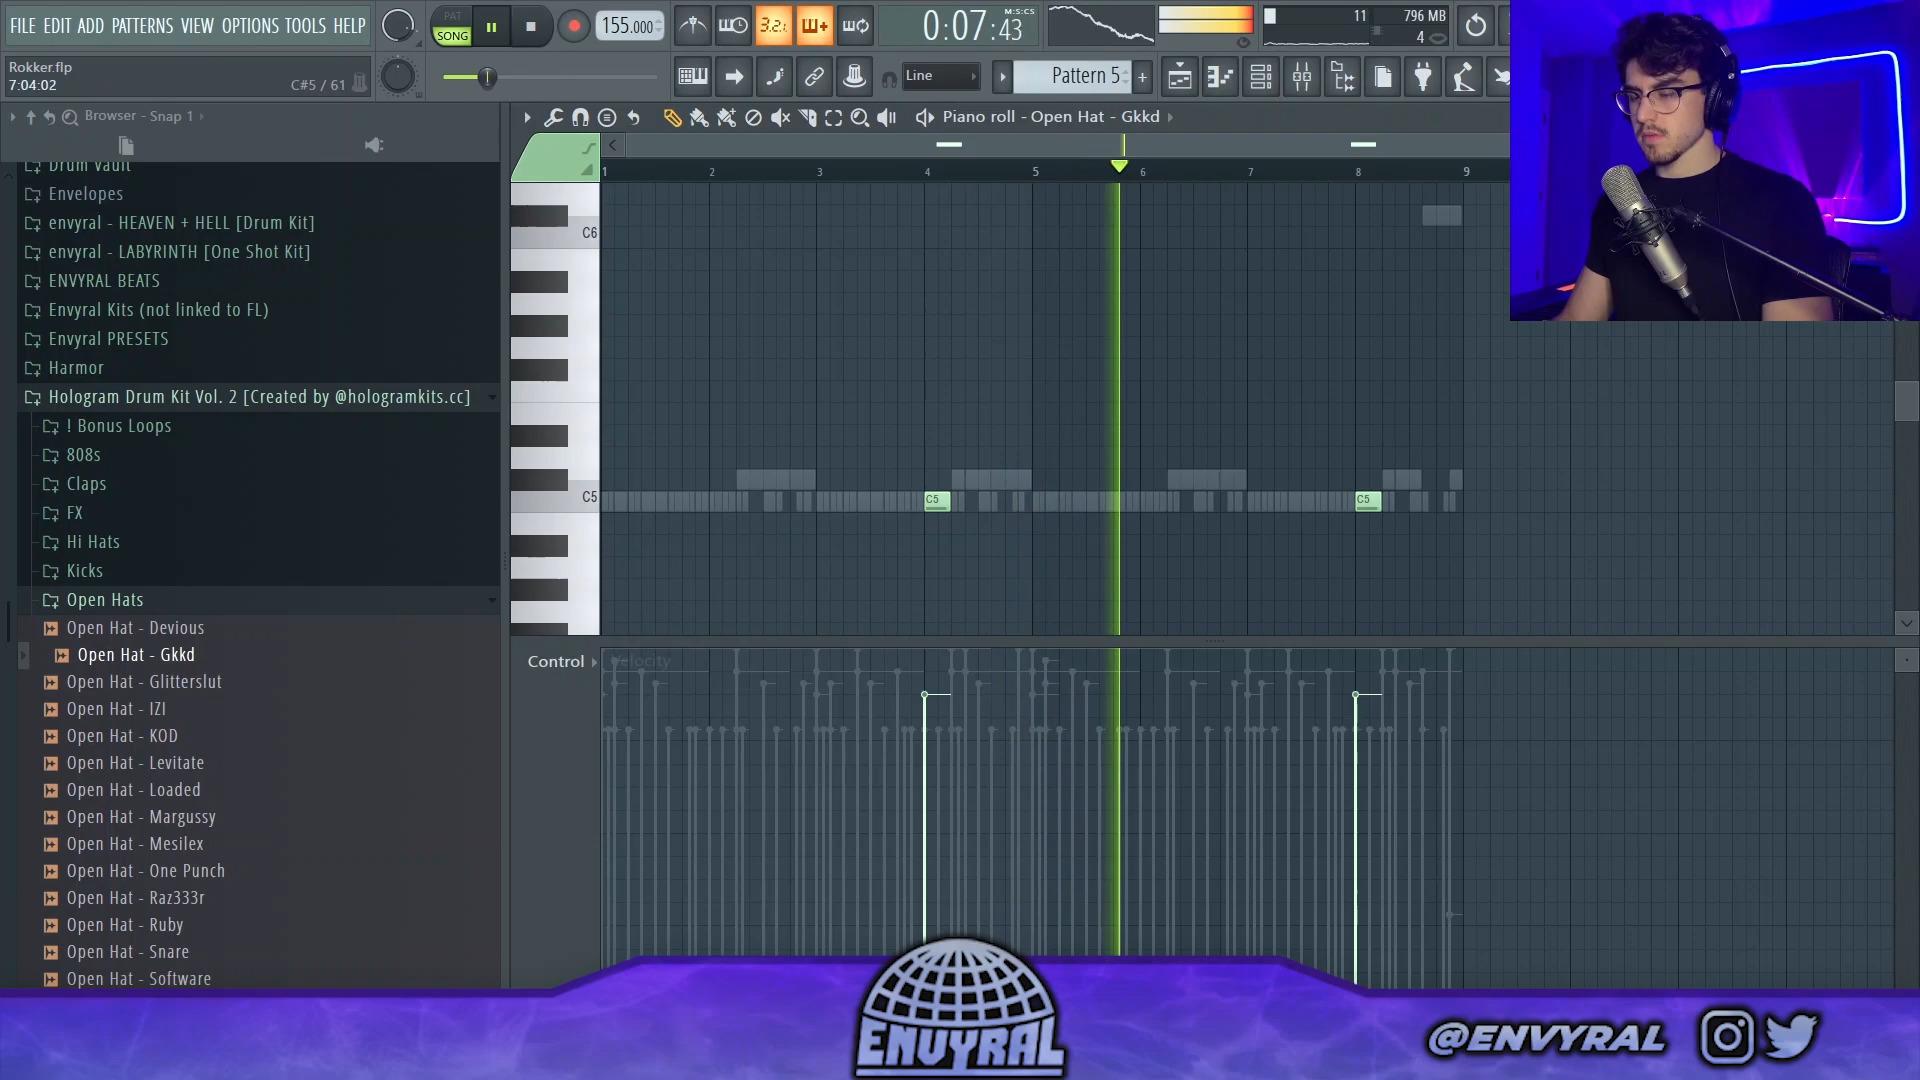 FILE EDIT ADD PATTERNS VIEW OPTIONS TOOLS HELP
PAT
SONG
155.000
3.2.1
0:07:43
M:S:CS
11
796 MB
4
Rokker.flp
7:04:02
C#5 / 61
Line
Pattern 5
Browser - Snap 1
Piano roll - Open Hat - Gkkd
1 2 3 4 5 6 7 8 9
Drum Vault
Envelopes
envyral - HEAVEN + HELL [Drum Kit]
envyral - LABYRINTH [One Shot Kit]
ENVYRAL BEATS
Envyral Kits (not linked to FL)
Envyral PRESETS
Harmor
Hologram Drum Kit Vol. 2 [Created by @hologramkits.cc]
! Bonus Loops
808s
Claps
FX
Hi Hats
Kicks
Open Hats
Open Hat - Devious
Open Hat - Gkkd
Open Hat - Glitterslut
Open Hat - IZI
Open Hat - KOD
Open Hat - Levitate
Open Hat - Loaded
Open Hat - Margussy
Open Hat - Mesilex
Open Hat - One Punch
Open Hat - Raz333r
Open Hat - Ruby
Open Hat - Snare
Open Hat - Software
C6
C5
C5
C5
Control
Velocity
ENVYRAL
@ENVYRAL